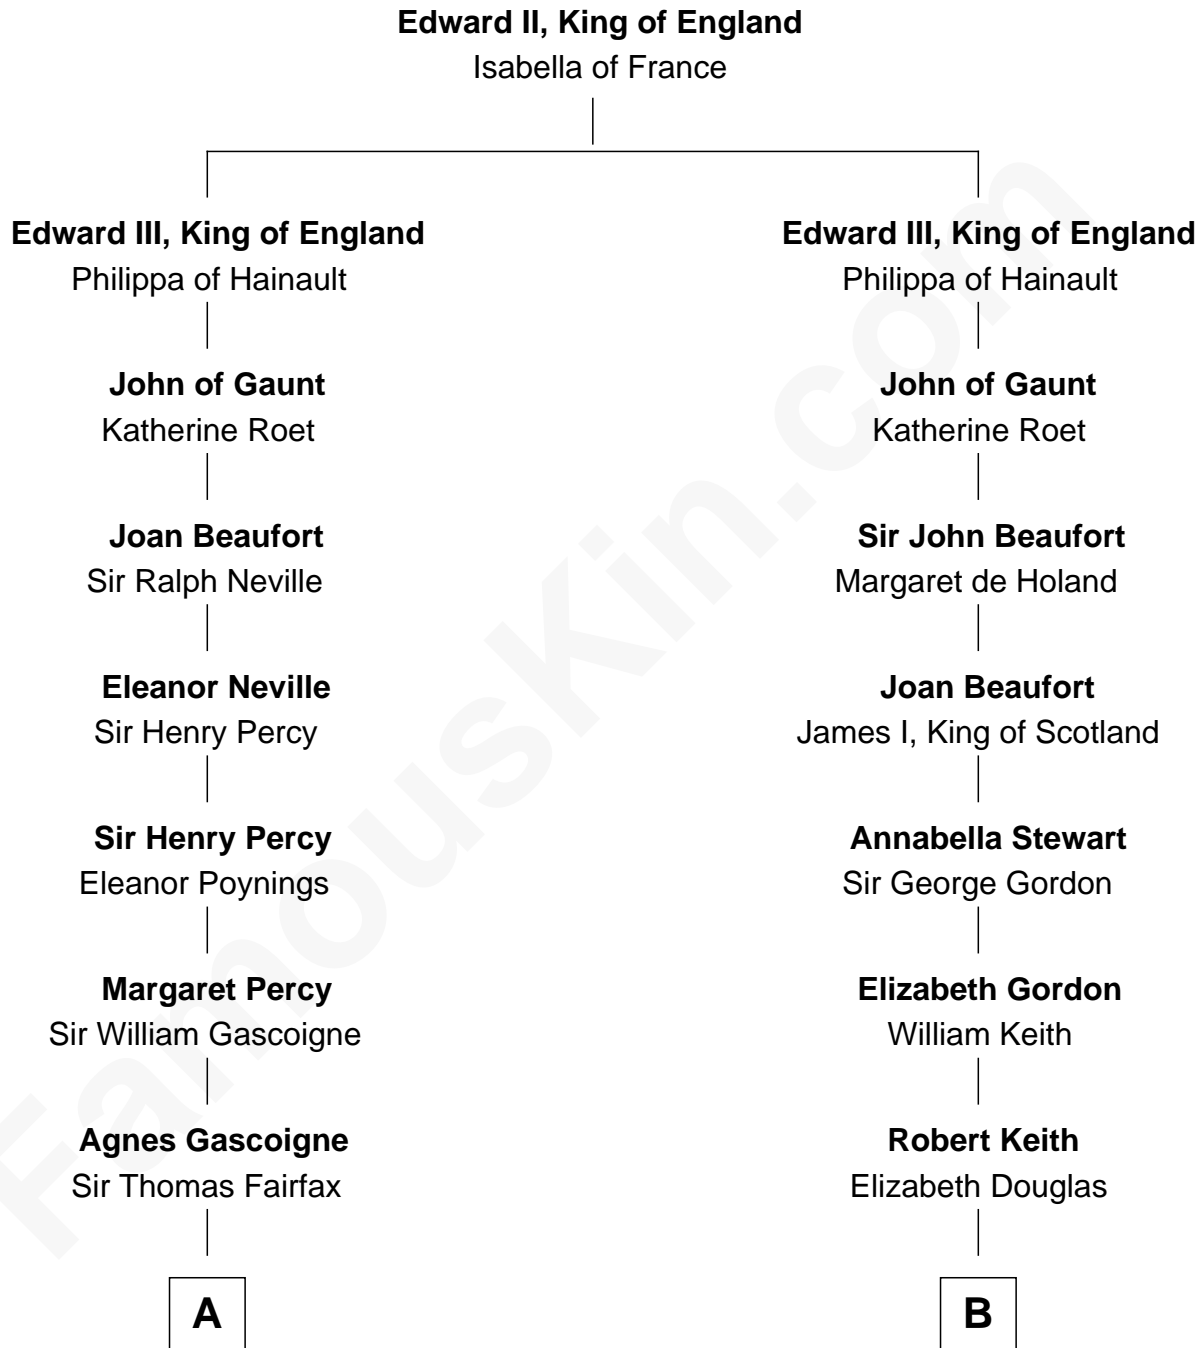 Edward II, King of England
Isabella of France
Edward III, King of England
Philippa of Hainault
John of Gaunt
Katherine Roet
Joan Beaufort
Sir Ralph Neville
Eleanor Neville
Sir Henry Percy
Sir Henry Percy
Eleanor Poynings
Margaret Percy
Sir William Gascoigne
Agnes Gascoigne
Sir Thomas Fairfax
A
Edward III, King of England
Philippa of Hainault
John of Gaunt
Katherine Roet
Sir John Beaufort
Margaret de Holand
Joan Beaufort
James I, King of Scotland
Annabella Stewart
Sir George Gordon
Elizabeth Gordon
William Keith
Robert Keith
Elizabeth Douglas
B
FamousKin.com